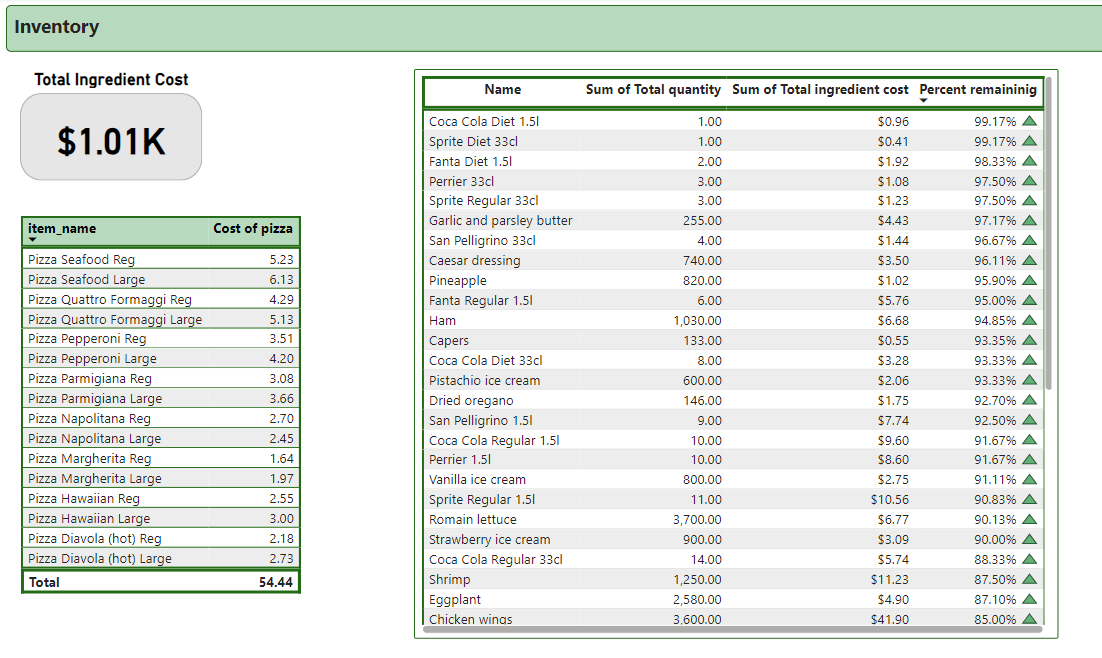 Inventory
Total Ingredient Cost
$1.01K
item_name Cost of pizza
Pizza Seafood Reg 5.23
Pizza Seafood Large 6.13
Pizza Quattro Formaggi Reg 4.29
Pizza Quattro Formaggi Large 5.13
Pizza Pepperoni Reg 3.51
Pizza Pepperoni Large 4.20
Pizza Parmigiana Reg 3.08
Pizza Parmigiana Large 3.66
Pizza Napolitana Reg 2.70
Pizza Napolitana Large 2.45
Pizza Margherita Reg 1.64
Pizza Margherita Large 1.97
Pizza Hawaiian Reg 2.55
Pizza Hawaiian Large 3.00
Pizza Diavola (hot) Reg 2.18
Pizza Diavola (hot) Large 2.73
Total 54.44
Name Sum of Total quantity Sum of Total ingredient cost Percent remaininig
Coca Cola Diet 1.5l 1.00 $0.96 99.17%
Sprite Diet 33cl 1.00 $0.41 99.17%
Fanta Diet 1.5l 2.00 $1.92 98.33%
Perrier 33cl 3.00 $1.08 97.50%
Sprite Regular 33cl 3.00 $1.23 97.50%
Garlic and parsley butter 255.00 $4.43 97.17%
San Pelligrino 33cl 4.00 $1.44 96.67%
Caesar dressing 740.00 $3.50 96.11%
Pineapple 820.00 $1.02 95.90%
Fanta Regular 1.5l 6.00 $5.76 95.00%
Ham 1,030.00 $6.68 94.85%
Capers 133.00 $0.55 93.35%
Coca Cola Diet 33cl 8.00 $3.28 93.33%
Pistachio ice cream 600.00 $2.06 93.33%
Dried oregano 146.00 $1.75 92.70%
San Pelligrino 1.5l 9.00 $7.74 92.50%
Coca Cola Regular 1.5l 10.00 $9.60 91.67%
Perrier 1.5l 10.00 $8.60 91.67%
Vanilla ice cream 800.00 $2.75 91.11%
Sprite Regular 1.5l 11.00 $10.56 90.83%
Romain lettuce 3,700.00 $6.77 90.13%
Strawberry ice cream 900.00 $3.09 90.00%
Coca Cola Regular 33cl 14.00 $5.74 88.33%
Shrimp 1,250.00 $11.23 87.50%
Eggplant 2,580.00 $4.90 87.10%
Chicken wings 3,600.00 $41.90 85.00%